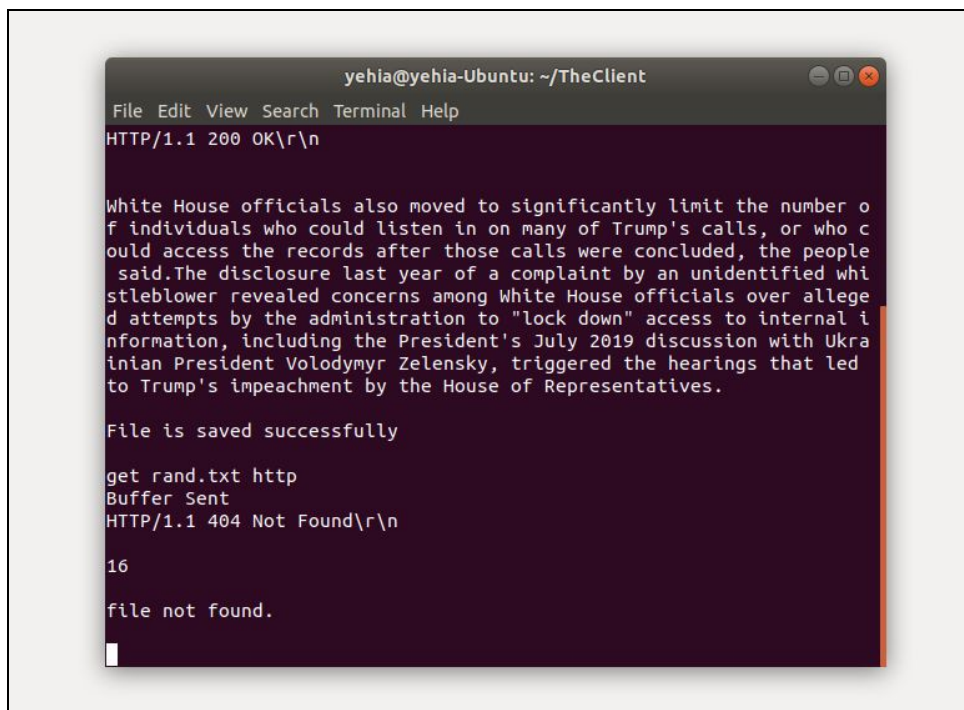 yehia@yehia-Ubuntu: ~/TheClient
File Edit View Search Terminal Help
HTTP/1.1 200 OK\r\n
White House officials also moved to significantly limit the number o
f individuals who could listen in on many of Trump's calls, or who c
ould access the records after those calls were concluded, the people
 said.The disclosure last year of a complaint by an unidentified whi
stleblower revealed concerns among White House officials over allege
d attempts by the administration to "lock down" access to internal i
nformation, including the President's July 2019 discussion with Ukra
inian President Volodymyr Zelensky, triggered the hearings that led
to Trump's impeachment by the House of Representatives.
File is saved successfully
get rand.txt http
Buffer Sent
HTTP/1.1 404 Not Found\r\n
16
file not found.